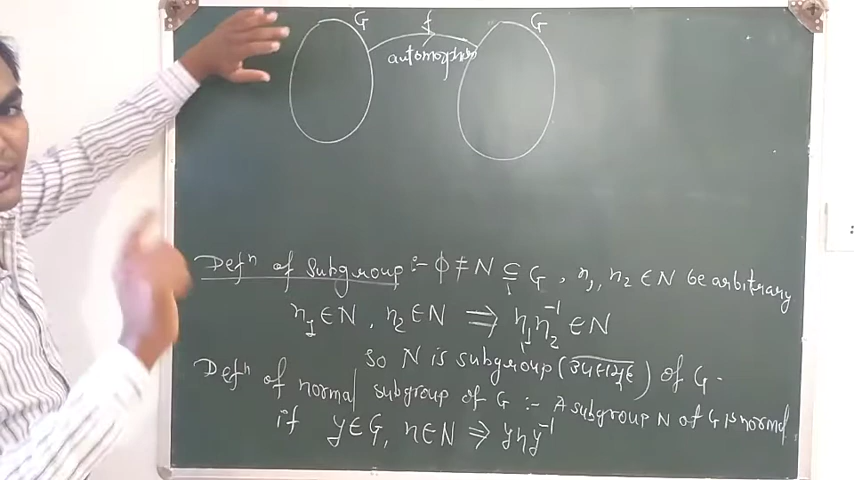 G f G
automorphism
Defⁿ of subgroup :- ϕ ≠ N ⊆ G, n₁, n₂ ∈ N be arbitrary
n₁ ∈ N, n₂ ∈ N ⇒ n₁n₂⁻¹ ∈ N
so N is subgroup (उपसमूह) of G.
Defⁿ of normal subgroup of G :- A subgroup N of G is normal
if y ∈ G, n ∈ N ⇒ yny⁻¹